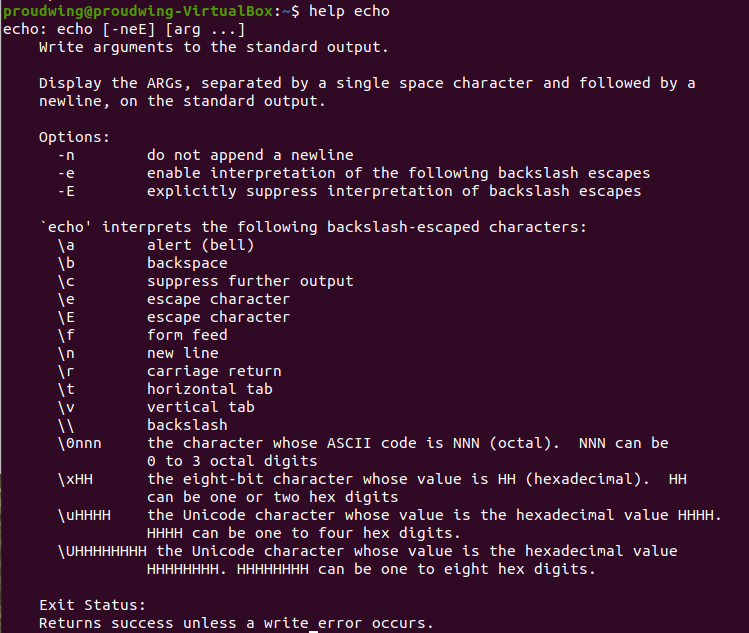 proudwing@proudwing-VirtualBox:~$ help echo
echo: echo [-neE] [arg ...]
    Write arguments to the standard output.

    Display the ARGs, separated by a single space character and followed by a
    newline, on the standard output.

    Options:
      -n        do not append a newline
      -e        enable interpretation of the following backslash escapes
      -E        explicitly suppress interpretation of backslash escapes

    `echo' interprets the following backslash-escaped characters:
      \a        alert (bell)
      \b        backspace
      \c        suppress further output
      \e        escape character
      \E        escape character
      \f        form feed
      \n        new line
      \r        carriage return
      \t        horizontal tab
      \v        vertical tab
      \\        backslash
      \0nnn     the character whose ASCII code is NNN (octal).  NNN can be
                0 to 3 octal digits
      \xHH      the eight-bit character whose value is HH (hexadecimal).  HH
                can be one or two hex digits
      \uHHHH    the Unicode character whose value is the hexadecimal value HHHH.
                HHHH can be one to four hex digits.
      \UHHHHHHHH the Unicode character whose value is the hexadecimal value
                HHHHHHHH. HHHHHHHH can be one to eight hex digits.

    Exit Status:
    Returns success unless a write error occurs.